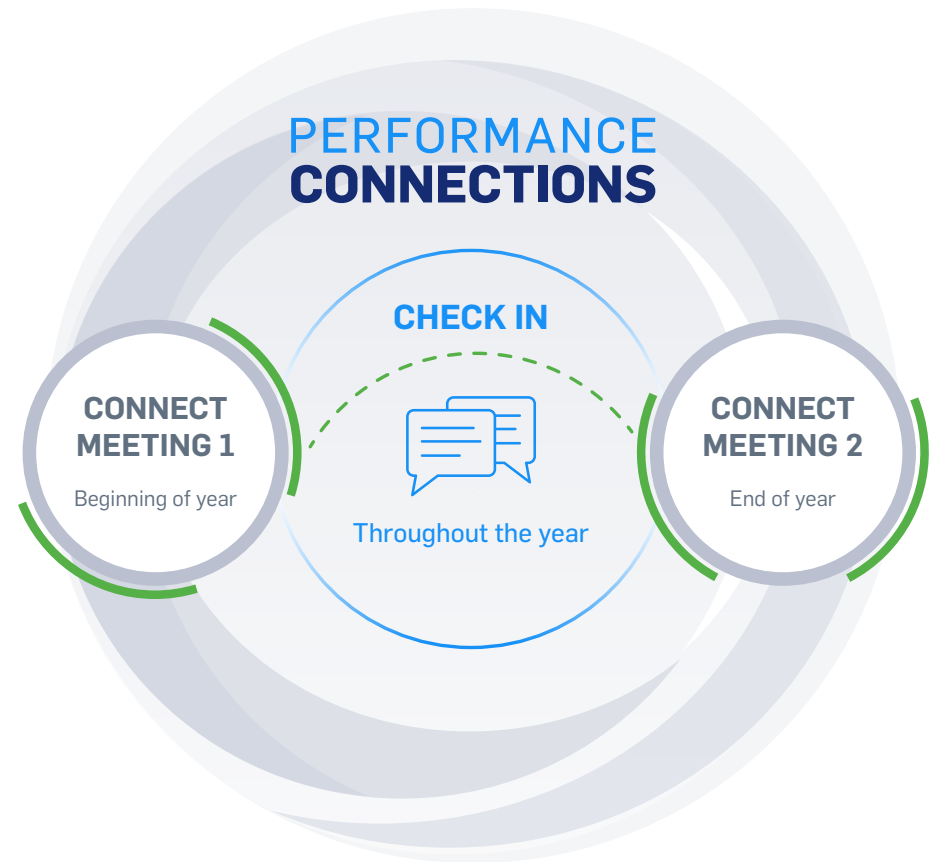 PERFORMANCE
CONNECTIONS
CHECK IN
Throughout the year
CONNECT
MEETING 1
Beginning of year
CONNECT
MEETING 2
End of year